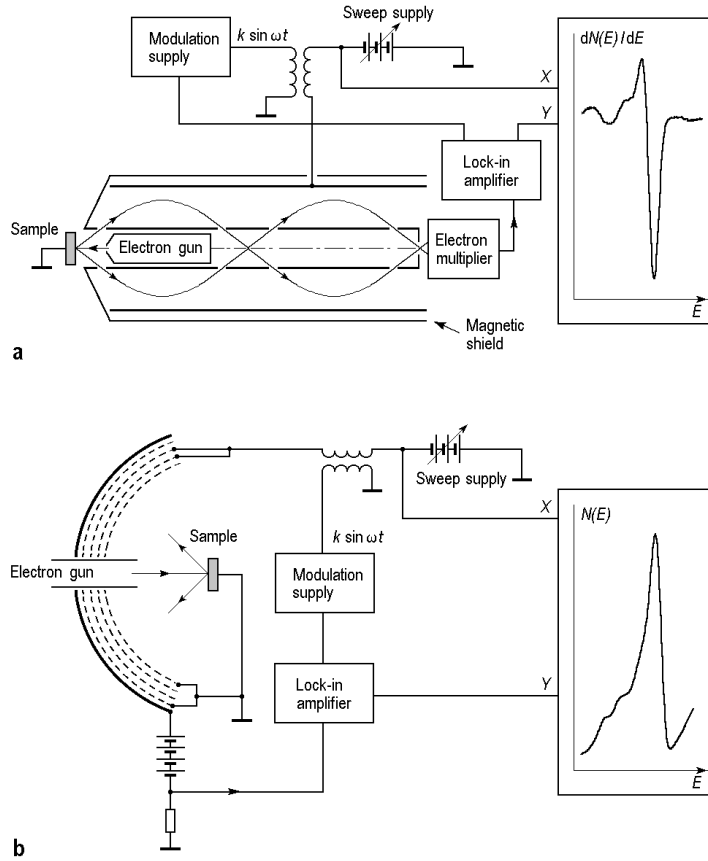 Modulation
supply
k sin ωt
Sweep supply
X
Y
dN(E)/dE
Lock-in
amplifier
Sample
Electron gun
Electron
multiplier
E
Magnetic
shield
a
Sweep supply
X
N(E)
Sample
k sin ωt
Electron gun
Modulation
supply
Lock-in
amplifier
Y
E
b